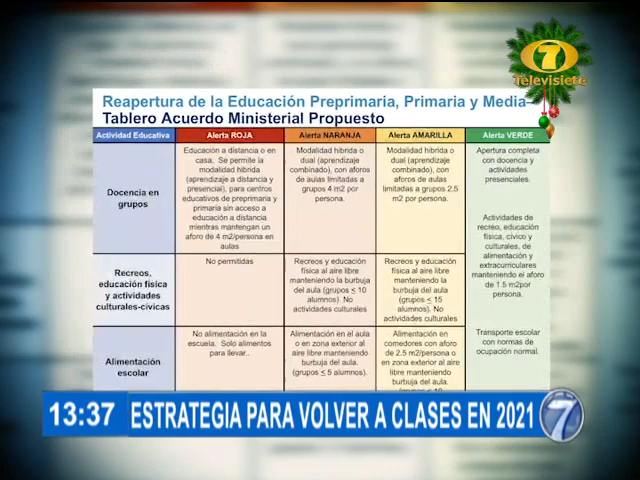 7
Televisiete
Reapertura de la Educación Preprimaria, Primaria y Media-
Tablero Acuerdo Ministerial Propuesto
Actividad Educativa
Alerta ROJA
Alerta NARANJA
Alerta AMARILLA
Alerta VERDE
Docencia en
grupos
Educación a distancia o en
casa. Se permite la
modalidad híbrida
(aprendizaje a distancia y
presencial), para centros
educativos de preprimaria y
primaria sin acceso a
educación a distancia
mientras mantengan un
aforo de 4 m2/persona en
aulas
Modalidad híbrida o
dual (aprendizaje
combinado), con aforos
de aulas limitadas a
grupos 4 m2 por
persona.
Modalidad híbrida o
dual (aprendizaje
combinado), con
aforos de aulas
limitadas a grupos 2.5
m2 por persona.
Apertura completa
con docencia y
actividades
presenciales.
Actividades de
recreo, educación
física, cívico y
culturales, de
alimentación y
extracurriculares
manteniendo el aforo
de 1.5 m2por
persona.
Transporte escolar
con normas de
ocupación normal.
Recreos,
educación física
y actividades
culturales-cívicas
No permitidas
Recreos y educación
física al aire libre
manteniendo la burbuja
del aula (grupos ≤ 10
alumnos). No
actividades culturales
Recreos y educación
física al aire libre
manteniendo la
burbuja del aula
(grupos ≤ 15
alumnos). No
actividades culturales
Alimentación
escolar
No alimentación en la
escuela. Solo alimentos
para llevar..
Alimentación en el aula
o en zona exterior al
aire libre manteniendo
burbuja del aula.
(grupos ≤ 5 alumnos).
Alimentación en
comedores con aforo
de 2.5 m2/persona o
en zona exterior al aire
libre manteniendo
burbuja del aula.
13:37
ESTRATEGIA PARA VOLVER A CLASES EN 2021
7